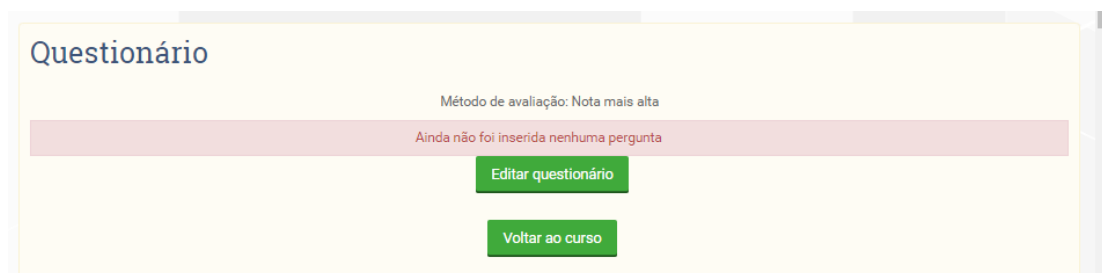 Questionário
Método de avaliação: Nota mais alta
Ainda não foi inserida nenhuma pergunta
Editar questionário
Voltar ao curso